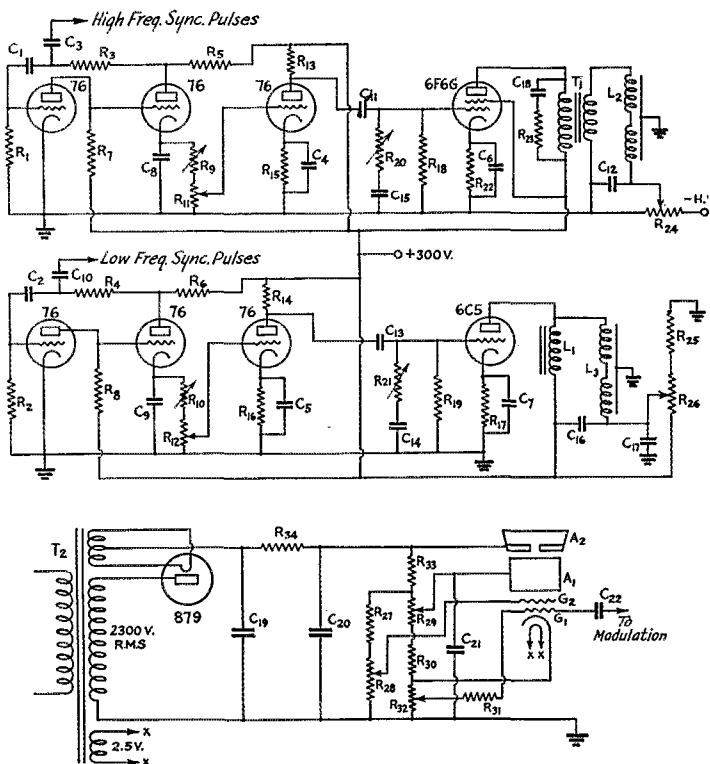 High Freq. Sync. Pulses
C1
C3
R3
R5
R13
76
76
76
C11
6F6G
C18
T1
L2
R1
R7
C8
R9
R11
R15
C4
R20
C15
R18
C6
R22
R23
C12
-H.
R24
Low Freq. Sync. Pulses
+300V.
C2
C10
R4
R6
R14
76
76
76
C13
6C5
L1
L3
R25
R2
R8
C9
R10
R12
R16
C5
R21
C14
R19
R17
C7
C16
C17
R26
T2
R34
A2
879
R33
A1
2300 V.
R.M.S
C19
C20
R27
R29
C21
G2
G1
C22
To
Modulation
R28
R30
R32
R31
X X
X
2.5V.
X